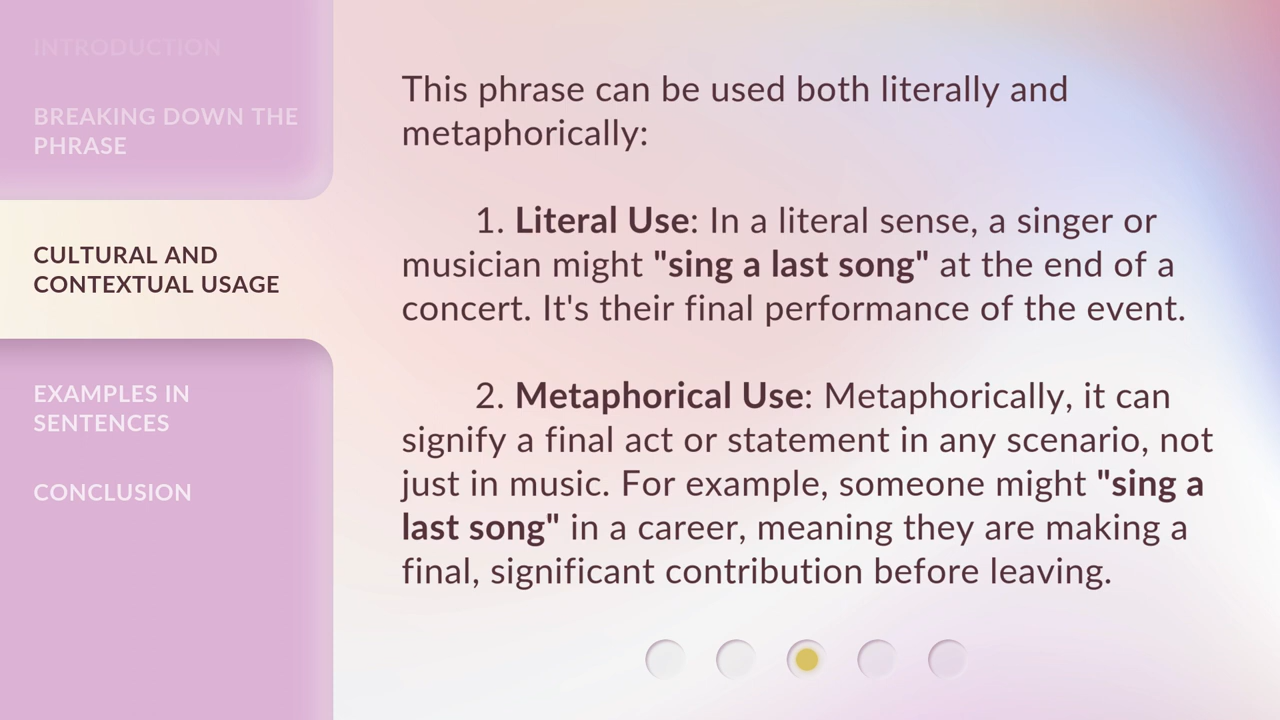 INTRODUCTION
BREAKING DOWN THE
PHRASE
CULTURAL AND
CONTEXTUAL USAGE
EXAMPLES IN
SENTENCES
CONCLUSION
This phrase can be used both literally and
metaphorically:
1. Literal Use: In a literal sense, a singer or
musician might "sing a last song" at the end of a
concert. It's their final performance of the event.
2. Metaphorical Use: Metaphorically, it can
signify a final act or statement in any scenario, not
just in music. For example, someone might "sing a
last song" in a career, meaning they are making a
final, significant contribution before leaving.